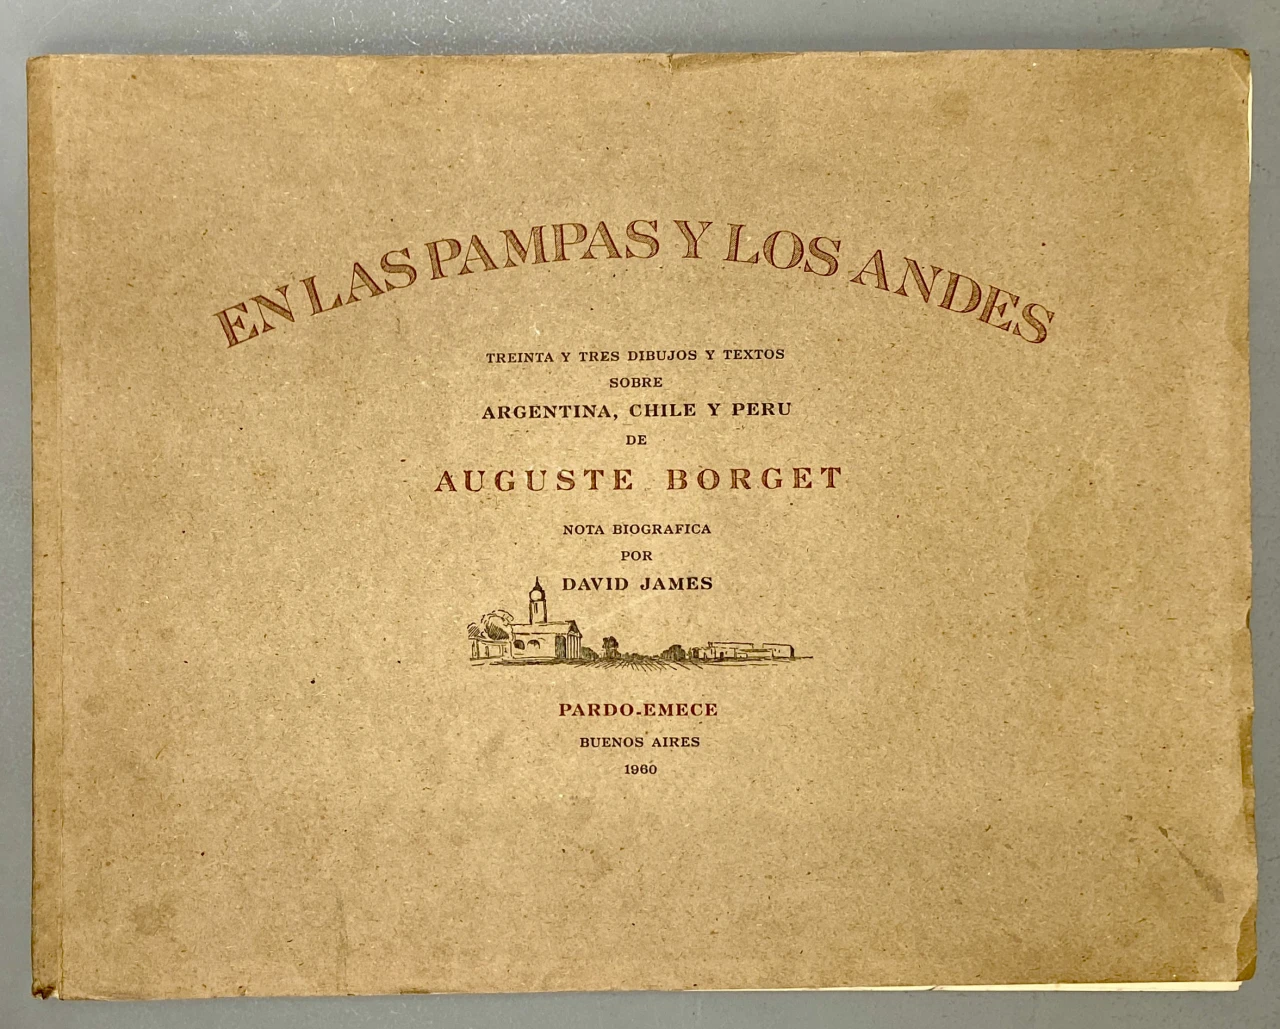 EN LAS PAMPAS Y LOS ANDES
TREINTA Y TRES DIBUJOS Y TEXTOS
SOBRE
ARGENTINA, CHILE Y PERU
DE
AUGUSTE BORGET
NOTA BIOGRAFICA
POR
DAVID JAMES
PARDO-EMECE
BUENOS AIRES
1960